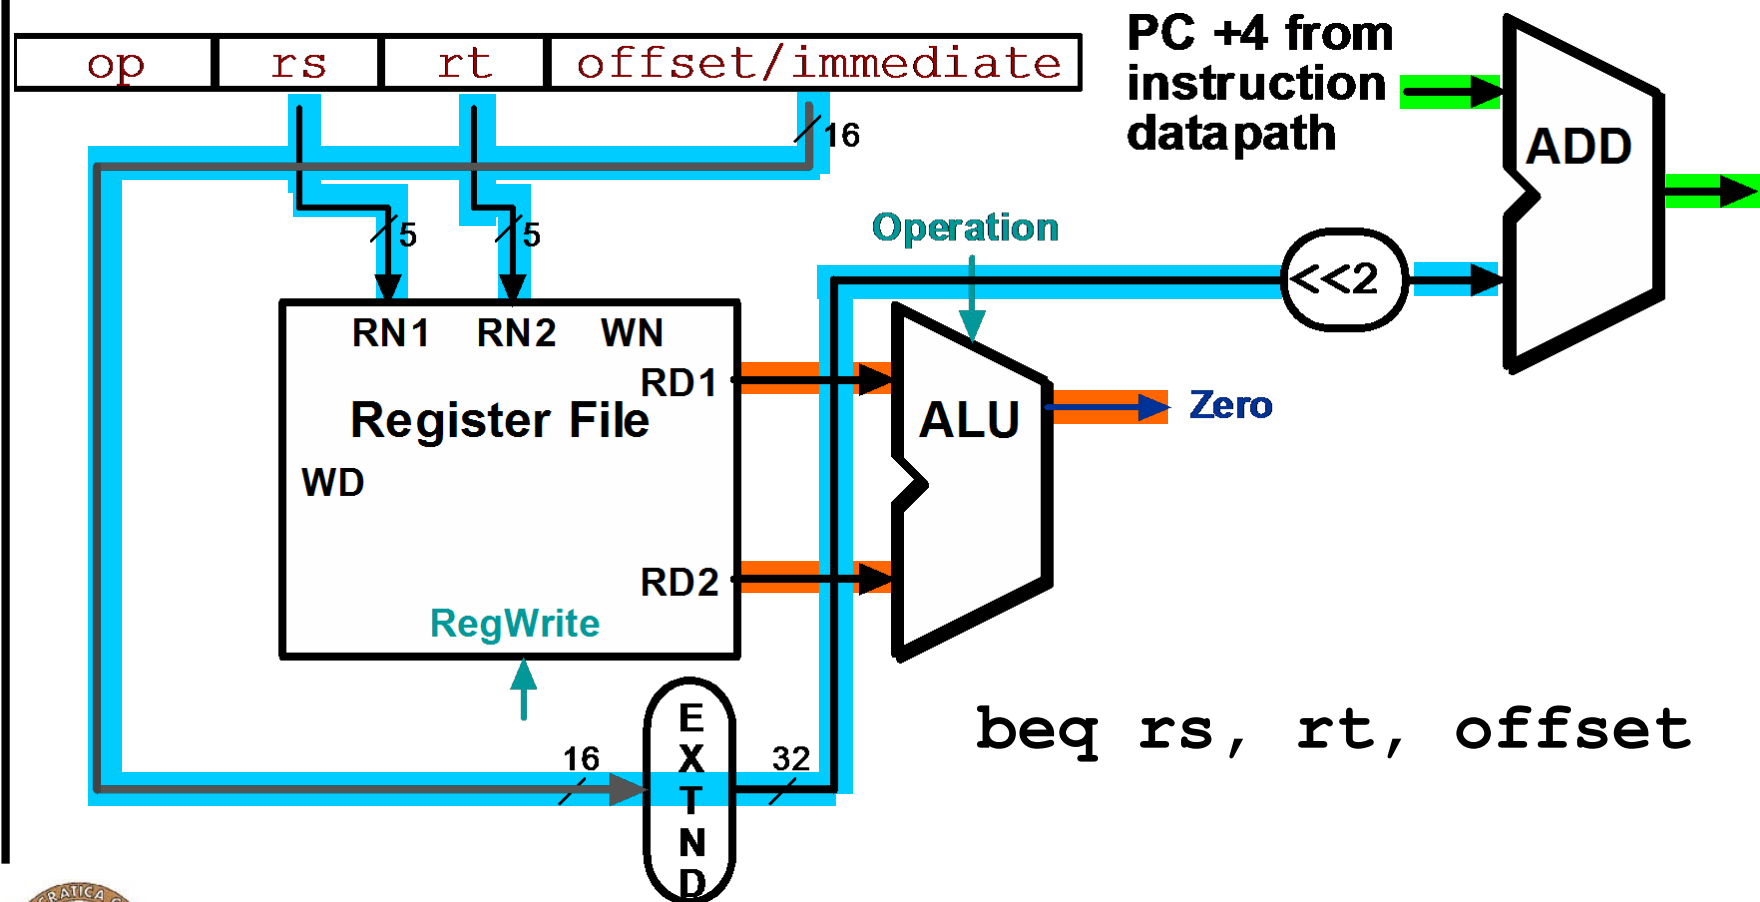 op rs rt offset/immediate
PC +4 from
instruction
datapath
ADD
16
5 5
Operation
<<2
RN1 RN2 WN
RD1
Register File
ALU
Zero
WD
RD2
RegWrite
beq rs, rt, offset
16
32
E
X
T
N
D
RATICA